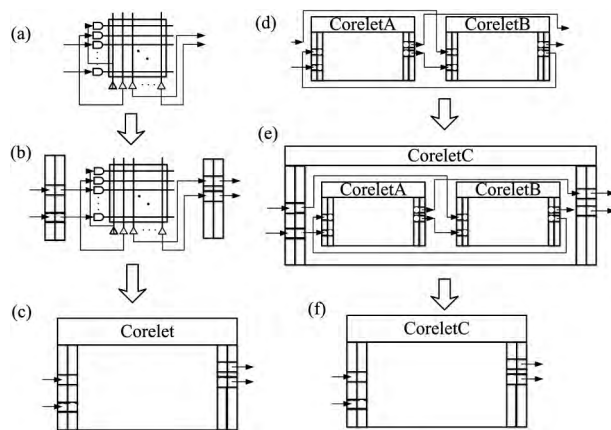 (a)
(b)
(c)
Corelet
(d)
CoreletA
CoreletB
(e)
CoreletC
CoreletA
CoreletB
(f)
CoreletC